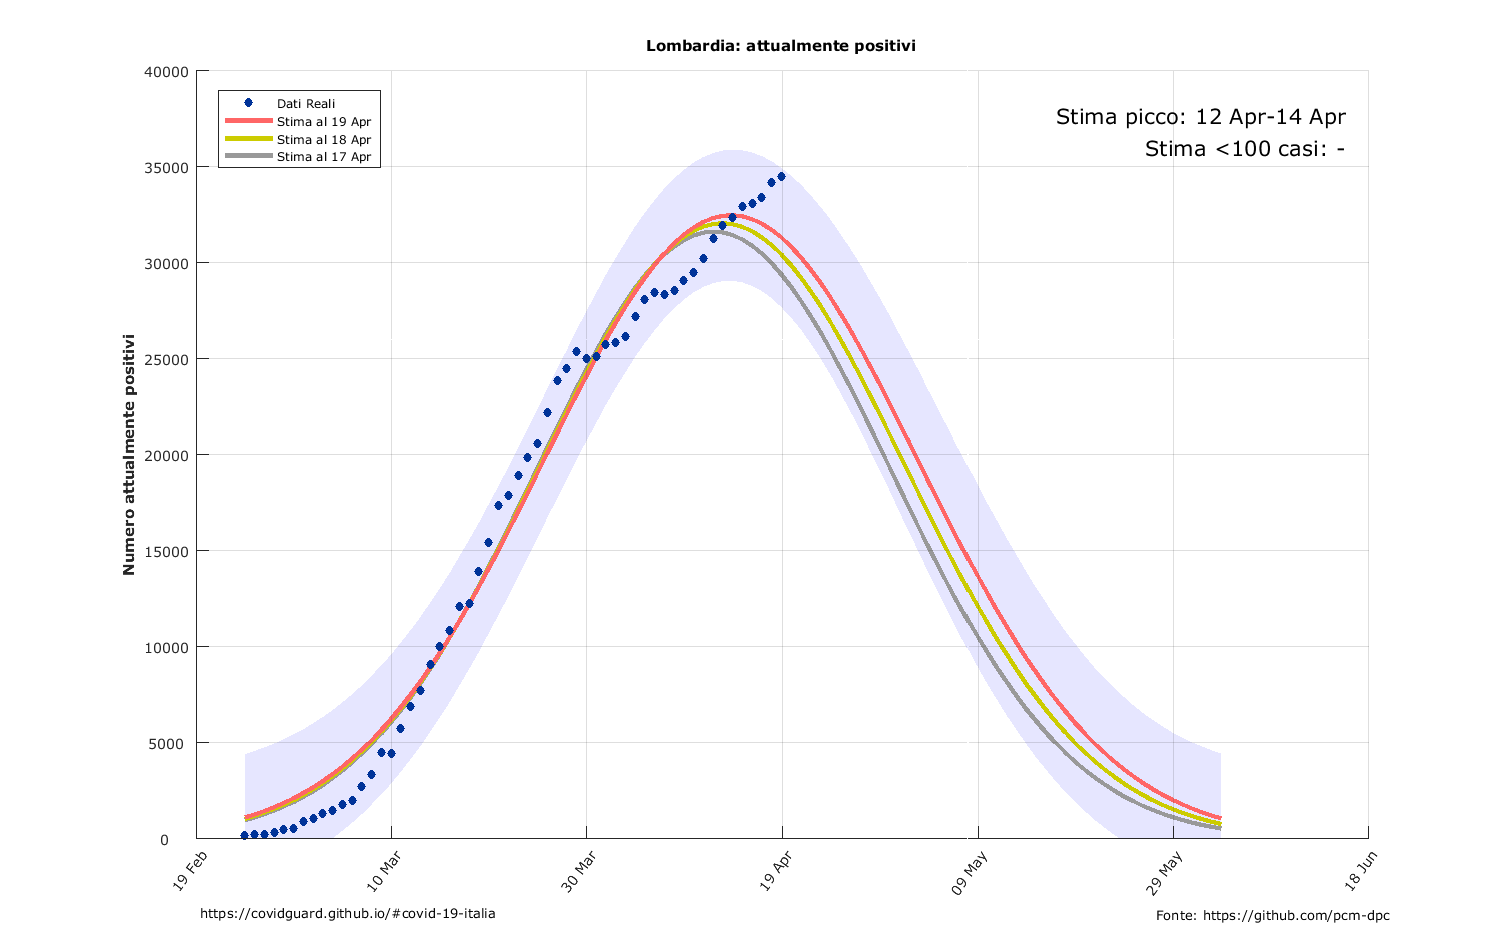 Lombardia: attualmente positivi
40000
35000
30000
25000
20000
15000
10000
5000
0
Numero attualmente positivi
Dati Reali
Stima al 19 Apr
Stima al 18 Apr
Stima al 17 Apr
Stima picco: 12 Apr-14 Apr
Stima <100 casi: -
19 Feb
10 Mar
30 Mar
19 Apr
09 May
29 May
18 Jun
https://covidguard.github.io/#covid-19-italia
Fonte: https://github.com/pcm-dpc